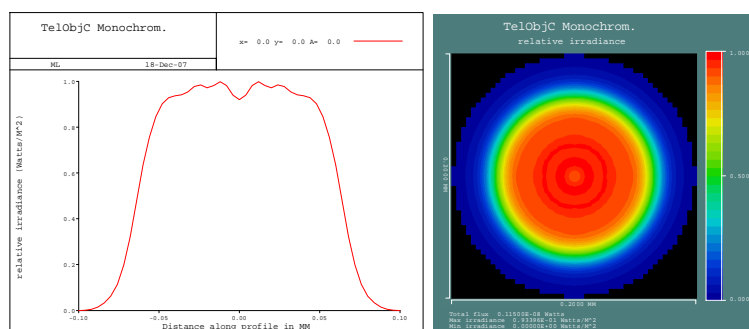 TelObjC Monochrom.
x=  0.0 y=  0.0 A=  0.0
ML 18-Dec-07
relative irradiance (Watts/M^2)
1.0
0.8
0.6
0.4
0.2
0.0
-0.10 -0.05 0.00 0.05 0.10
Distance along profile in MM
TelObjC Monochrom.
relative irradiance
1.000
0.500
0.000
0.2000 MM
0.2000 MM
Total flux  0.11500E-08 Watts
Max irradiance  0.93396E-01 Watts/M^2
Min irradiance  0.00000E+00 Watts/M^2